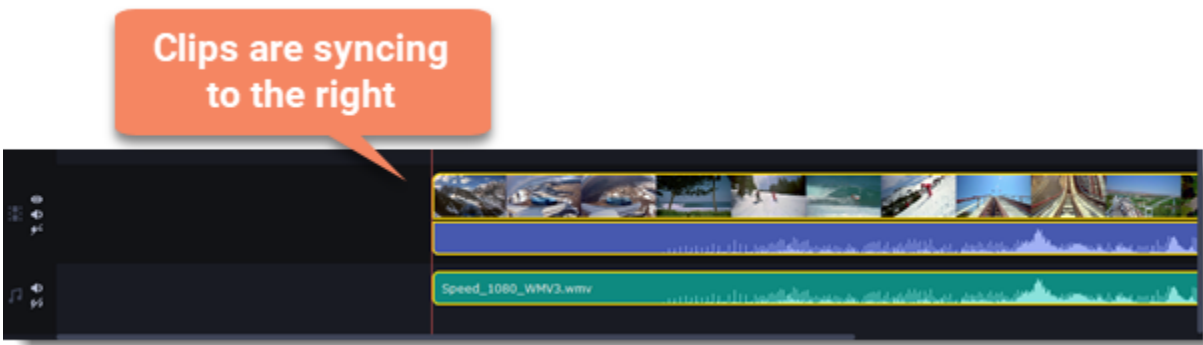 Clips are syncing
to the right
Speed_1080_WMV3.wmv